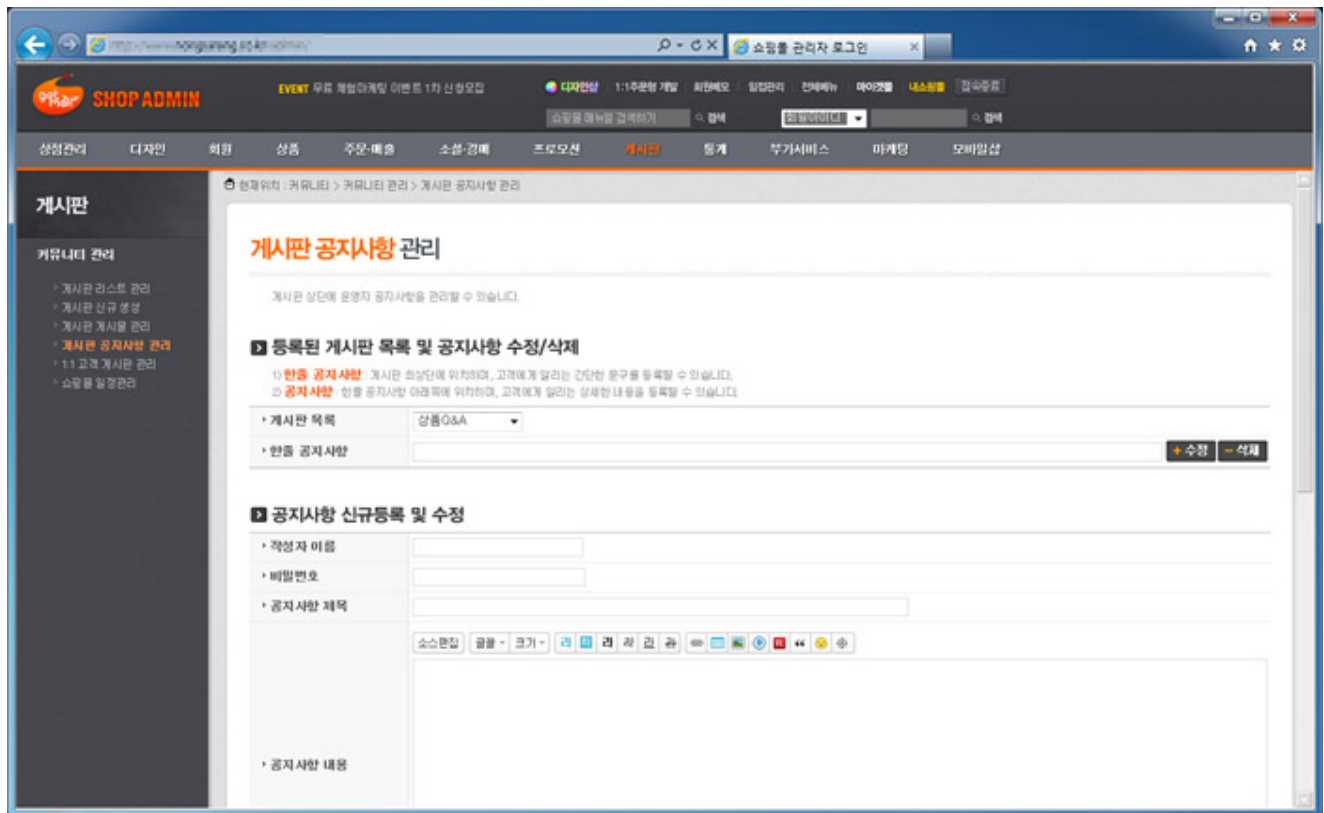 쇼핑몰 관리자 로그인
SHOP ADMIN
EVENT 무료 체험마케팅 이벤트 1차 신청모집
디자인샵 1:1주문형 개발 회원메모 일정관리 전체메뉴 마이겟몰 내쇼핑몰 접속종료
쇼핑몰 매뉴얼 검색하기 검색 회원아이디 검색
상점관리 디자인 회원 상품 주문·매출 소셜·경매 프로모션 게시판 통계 부가서비스 마케팅 모바일샵
게시판
커뮤니티 관리
게시판 리스트 관리
게시판 신규 생성
게시판 게시물 관리
게시판 공지사항 관리
1:1 고객 게시판 관리
쇼핑몰 일정관리
현재위치 : 커뮤니티 > 커뮤니티 관리 > 게시판 공지사항 관리
게시판 공지사항 관리
게시판 상단에 운영자 공지사항을 관리할 수 있습니다.
등록된 게시판 목록 및 공지사항 수정/삭제
1) 한줄 공지사항 : 게시판 최상단에 위치하며, 고객에게 알리는 간단한 문구를 등록할 수 있습니다.
2) 공지사항 : 한줄 공지사항 아래쪽에 위치하며, 고객에게 알리는 상세한 내용을 등록할 수 있습니다.
게시판 목록 상품Q&A
한줄 공지사항 + 수정 - 삭제
공지사항 신규등록 및 수정
작성자 이름
비밀번호
공지사항 제목
소스편집 글꼴 크기 가 가 가 가 가 가
공지사항 내용